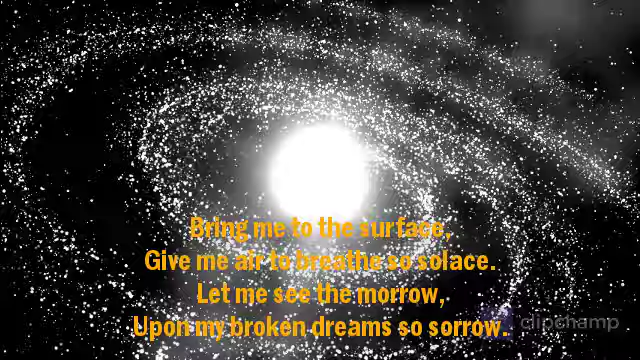 Bring me to the surface,
Give me air to breathe so solace.
Let me see the morrow,
Upon my broken dreams so sorrow.
clipchamp